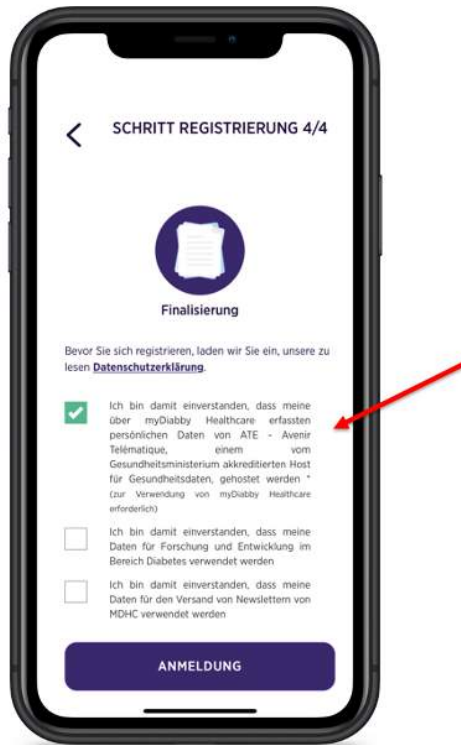 SCHRITT REGISTRIERUNG 4/4
Finalisierung
Bevor Sie sich registrieren, laden wir Sie ein, unsere zu
lesen Datenschutzerklärung.
Ich bin damit einverstanden, dass meine
über myDiabby Healthcare erfassten
persönlichen Daten von ATE - Avenir
Télématique, einem vom
Gesundheitsministerium akkreditierten Host
für Gesundheitsdaten, gehostet werden *
(zur Verwendung von myDiabby Healthcare
erforderlich)
Ich bin damit einverstanden, dass meine
Daten für Forschung und Entwicklung im
Bereich Diabetes verwendet werden
Ich bin damit einverstanden, dass meine
Daten für den Versand von Newslettern von
MDHC verwendet werden
ANMELDUNG